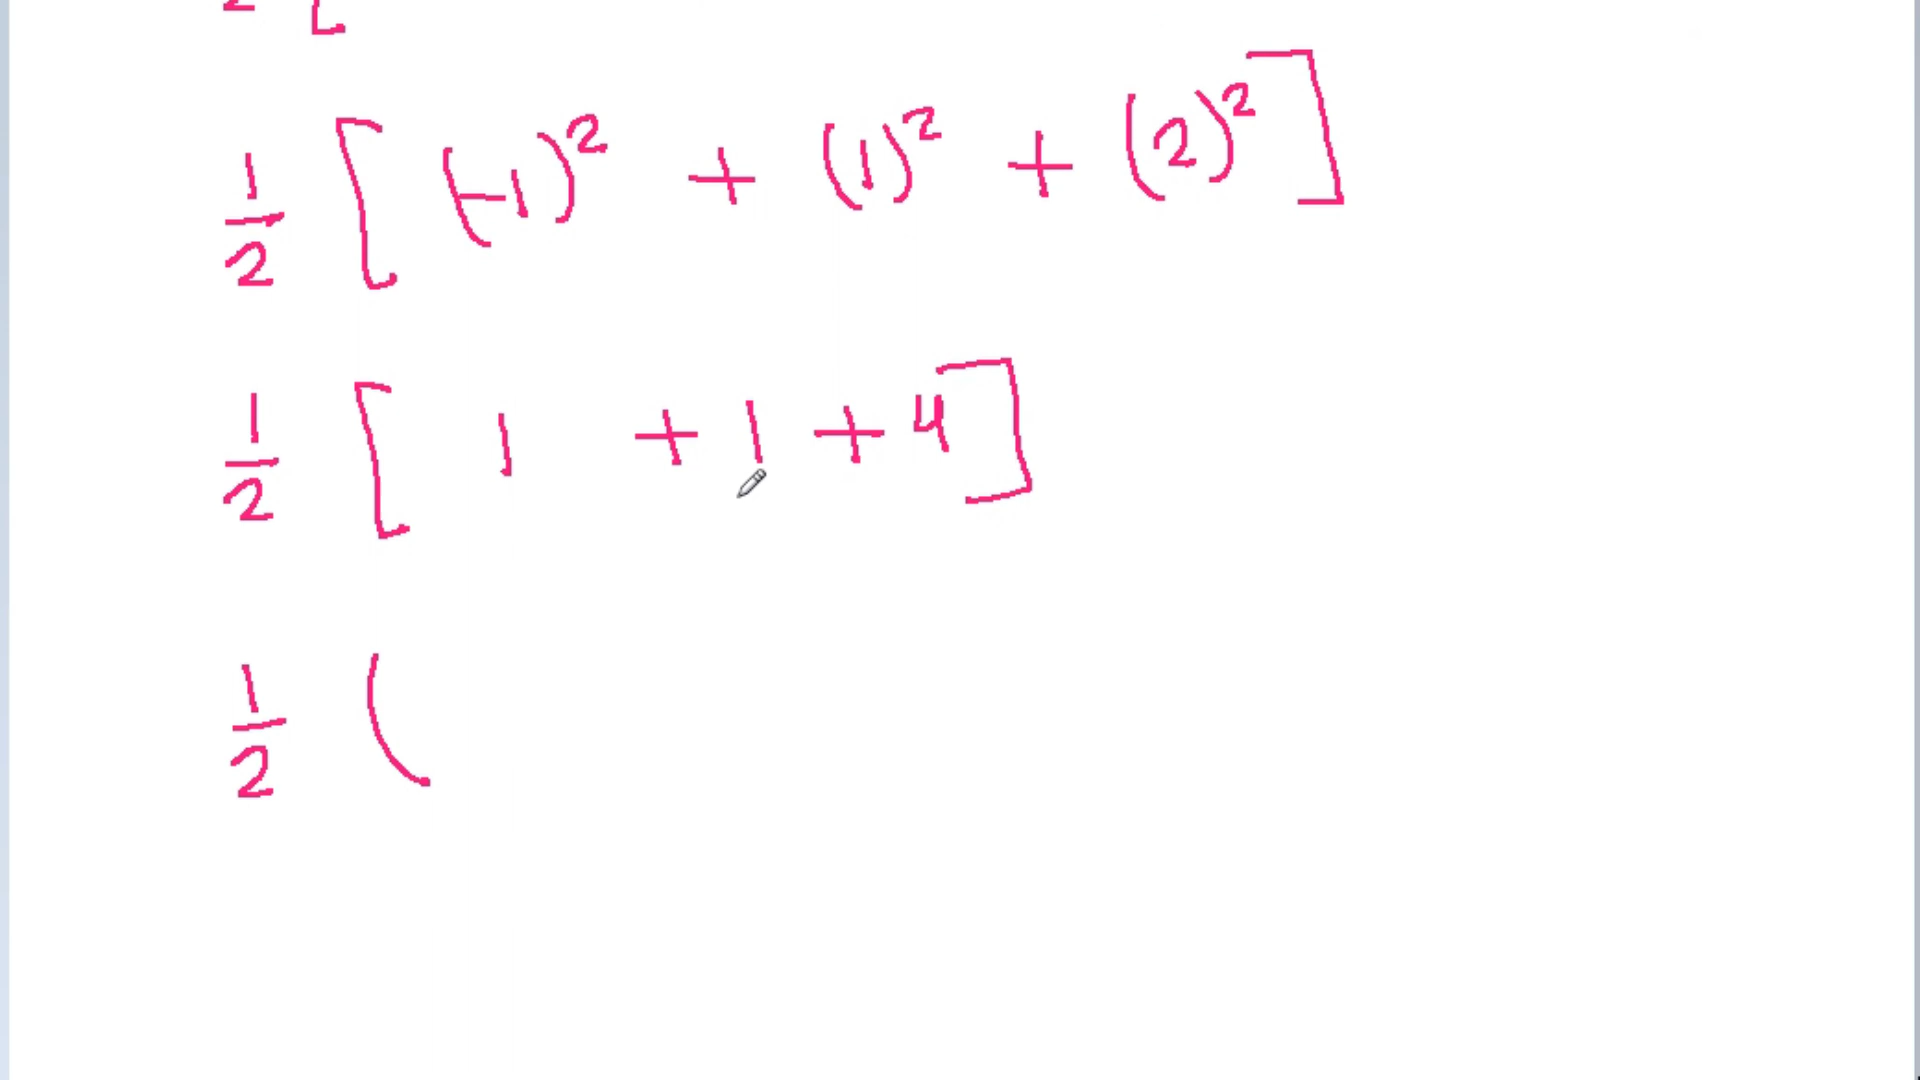 1/2 [ (-1)² + (1)² + (2)² ]
1/2 [ 1 + 1 + 4 ]
1/2 (